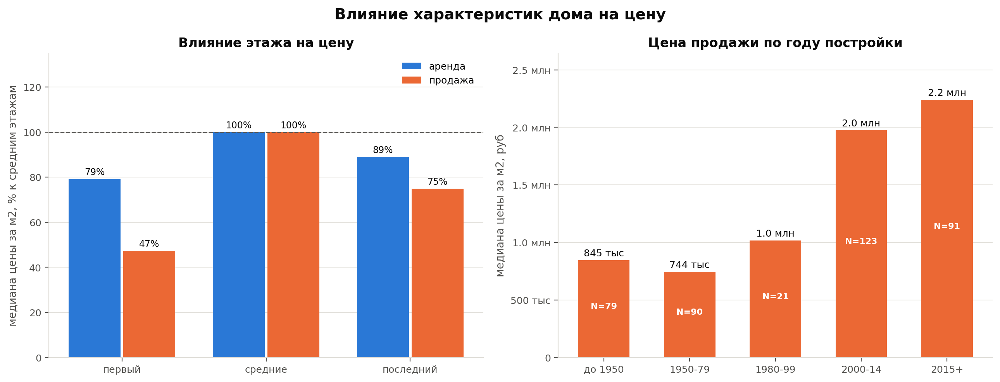 Влияние характеристик дома на цену
Влияние этажа на цену
медиана цены за м2, % к средним этажам
120
100
80
60
40
20
0
аренда
продажа
79%
47%
100%
100%
89%
75%
первый
средние
последний
Цена продажи по году постройки
медиана цены за м2, руб
2.5 млн
2.0 млн
1.5 млн
1.0 млн
500 тыс
0
845 тыс
744 тыс
1.0 млн
2.0 млн
2.2 млн
N=79
N=90
N=21
N=123
N=91
до 1950
1950-79
1980-99
2000-14
2015+